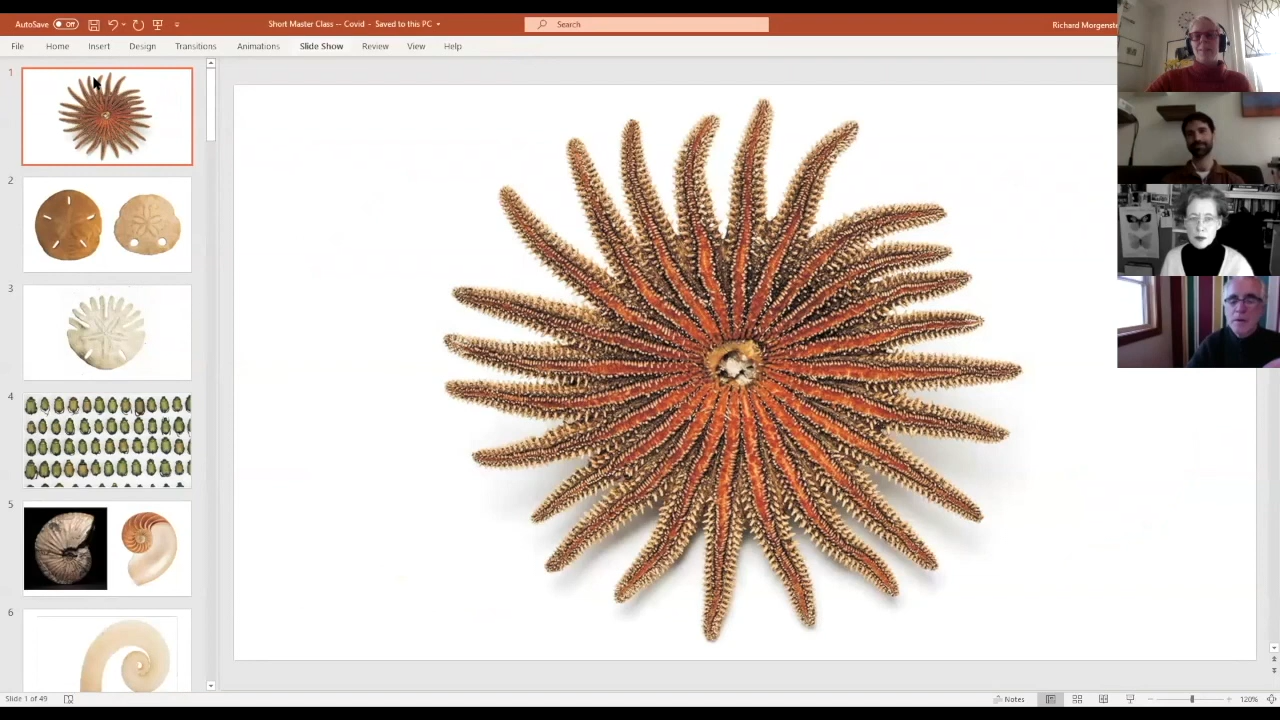 AutoSave Off Short Master Class -- Covid - Saved to this PC Search Richard Morgenste
File Home Insert Design Transitions Animations Slide Show Review View Help
1
2
3
4
5
6
Slide 1 of 49 Notes 120%